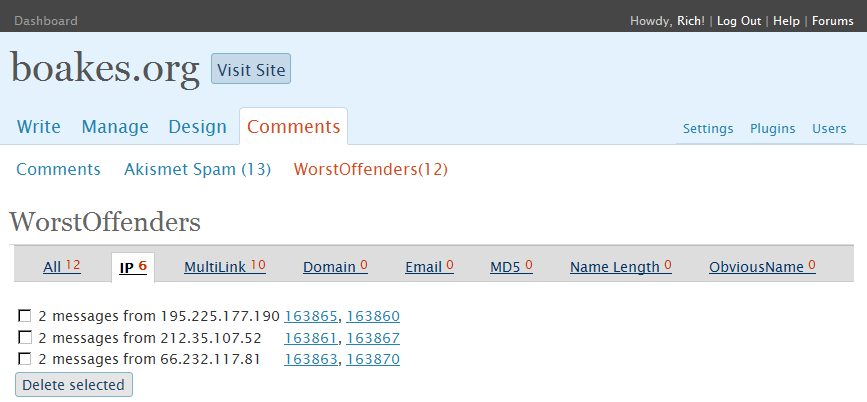 Dashboard Howdy, Rich! | Log Out | Help | Forums
boakes.org Visit Site
Write Manage Design Comments Settings Plugins Users
Comments Akismet Spam (13) WorstOffenders(12)
WorstOffenders
All 12 IP 6 MultiLink 10 Domain 0 Email 0 MD5 0 Name Length 0 ObviousName 0
2 messages from 195.225.177.190 163865, 163860
2 messages from 212.35.107.52 163861, 163867
2 messages from 66.232.117.81 163863, 163870
Delete selected